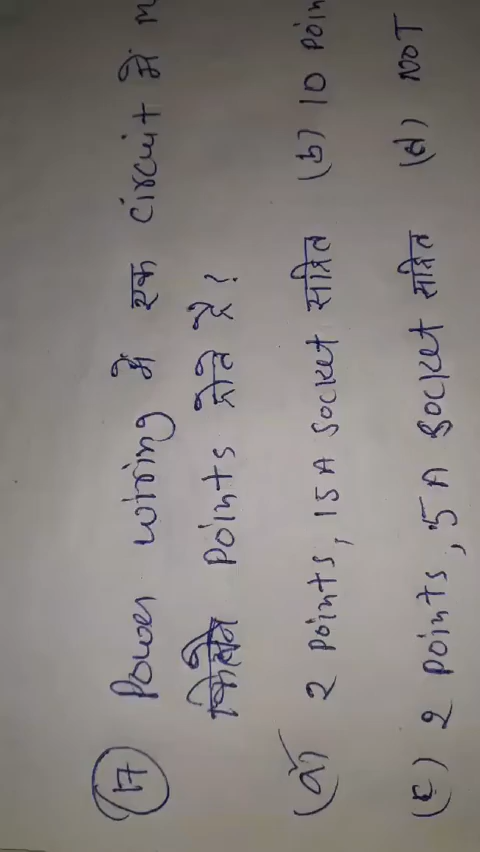 (17) Power wiring में एक circuit में
कितने Points होते है?
(a) 2 points, 15 A Socket सहित (b) 10 Poin
(c) 2 points, 5 A Socket सहित (d) NOT